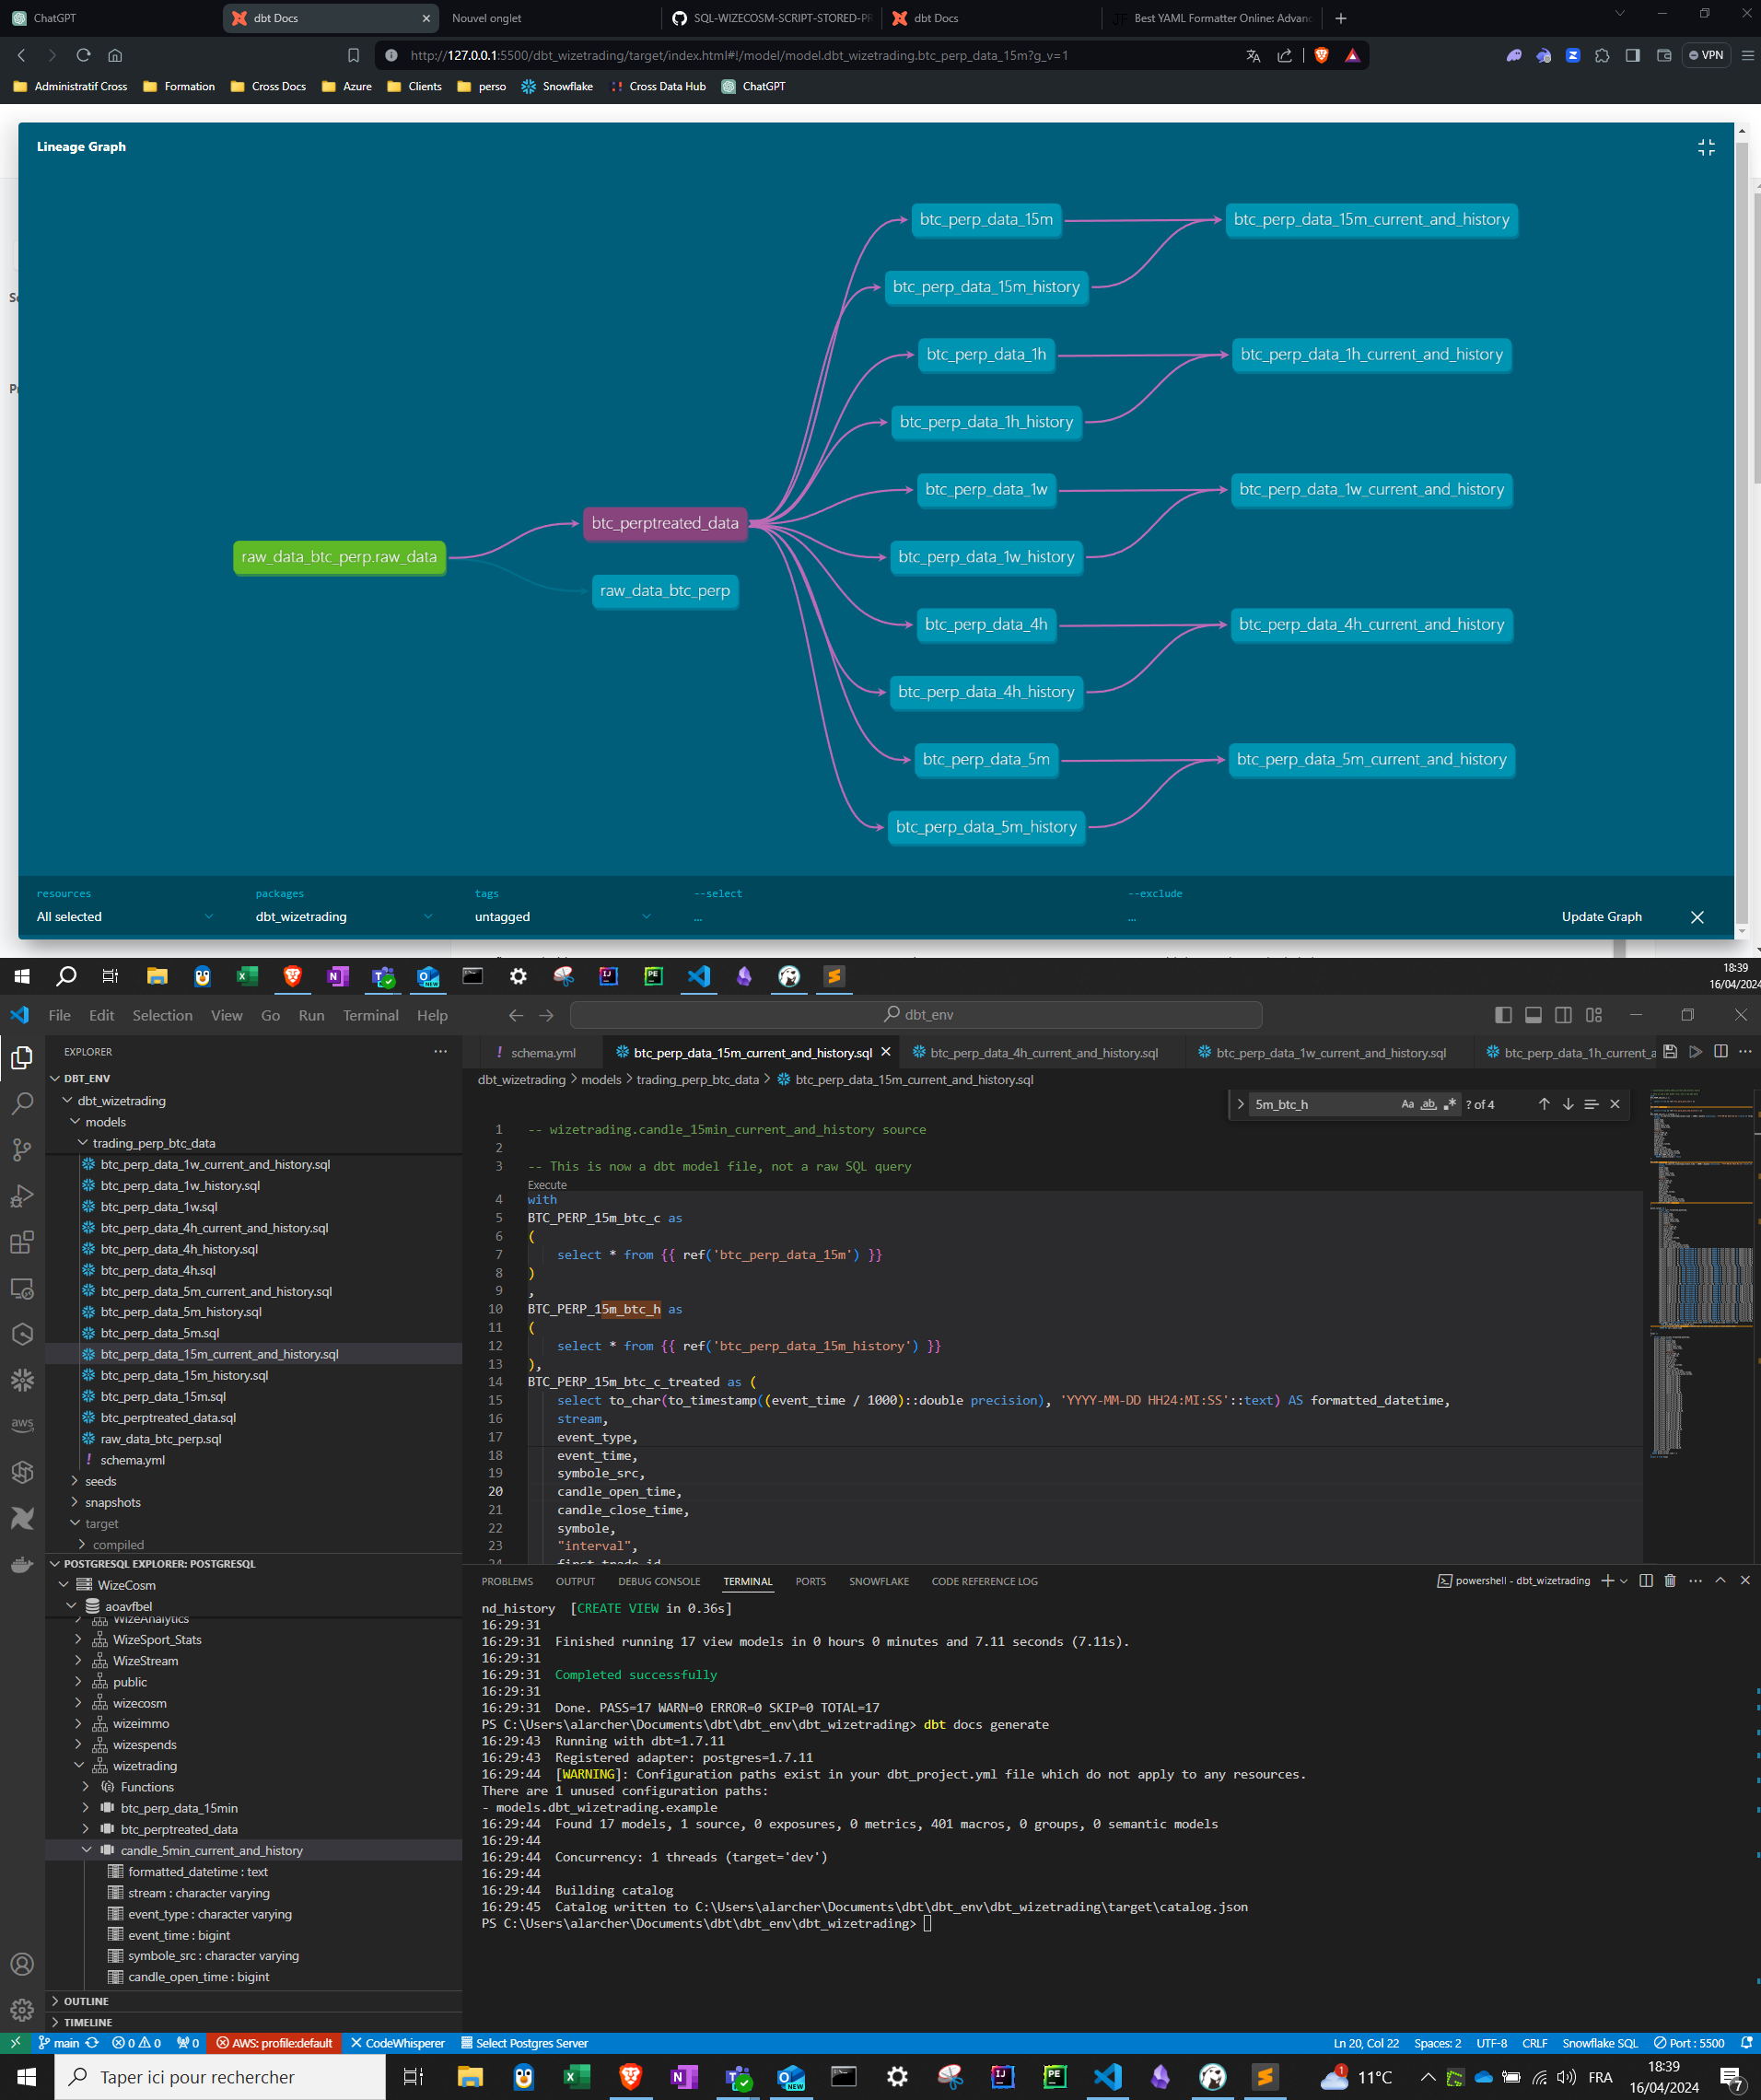 ChatGPT
dbt Docs
Nouvel onglet
SQL-WIZECOSM-SCRIPT-STORED-PR
dbt Docs
Best YAML Formatter Online: Advanc
http://127.0.0.1:5500/dbt_wizetrading/target/index.html#!/model/model.dbt_wizetrading.btc_perp_data_15m?g_v=1
VPN
Administratif Cross
Formation
Cross Docs
Azure
Clients
perso
Snowflake
Cross Data Hub
ChatGPT
Lineage Graph
btc_perp_data_15m
btc_perp_data_15m_current_and_history
btc_perp_data_15m_history
btc_perp_data_1h
btc_perp_data_1h_current_and_history
btc_perp_data_1h_history
btc_perp_data_1w
btc_perp_data_1w_current_and_history
btc_perptreated_data
raw_data_btc_perp.raw_data
btc_perp_data_1w_history
raw_data_btc_perp
btc_perp_data_4h
btc_perp_data_4h_current_and_history
btc_perp_data_4h_history
btc_perp_data_5m
btc_perp_data_5m_current_and_history
btc_perp_data_5m_history
resources
All selected
packages
dbt_wizetrading
tags
untagged
--select
...
--exclude
...
Update Graph
18:39
16/04/2024
File Edit Selection View Go Run Terminal Help
dbt_env
EXPLORER
DBT_ENV
dbt_wizetrading
models
trading_perp_btc_data
btc_perp_data_1w_current_and_history.sql
btc_perp_data_1w_history.sql
btc_perp_data_1w.sql
btc_perp_data_4h_current_and_history.sql
btc_perp_data_4h_history.sql
btc_perp_data_4h.sql
btc_perp_data_5m_current_and_history.sql
btc_perp_data_5m_history.sql
btc_perp_data_5m.sql
btc_perp_data_15m_current_and_history.sql
btc_perp_data_15m_history.sql
btc_perp_data_15m.sql
btc_perptreated_data.sql
raw_data_btc_perp.sql
! schema.yml
seeds
snapshots
target
compiled
POSTGRESQL EXPLORER: POSTGRESQL
WizeCosm
aoavfbel
WizeAnalytics
WizeSport_Stats
WizeStream
public
wizecosm
wizeimmo
wizespends
wizetrading
Functions
btc_perp_data_15min
btc_perptreated_data
candle_5min_current_and_history
formatted_datetime : text
stream : character varying
event_type : character varying
event_time : bigint
symbole_src : character varying
candle_open_time : bigint
OUTLINE
TIMELINE
! schema.yml
btc_perp_data_15m_current_and_history.sql
btc_perp_data_4h_current_and_history.sql
btc_perp_data_1w_current_and_history.sql
btc_perp_data_1h_current_a
dbt_wizetrading > models > trading_perp_btc_data > btc_perp_data_15m_current_and_history.sql
5m_btc_h
Aa ab .* ? of 4
1 -- wizetrading.candle_15min_current_and_history source
2
3 -- This is now a dbt model file, not a raw SQL query
Execute
4 with
5 BTC_PERP_15m_btc_c as
6 (
7 select * from {{ ref('btc_perp_data_15m') }}
8 )
9 ,
10 BTC_PERP_15m_btc_h as
11 (
12 select * from {{ ref('btc_perp_data_15m_history') }}
13 ),
14 BTC_PERP_15m_btc_c_treated as (
15 select to_char(to_timestamp((event_time / 1000)::double precision), 'YYYY-MM-DD HH24:MI:SS'::text) AS formatted_datetime,
16 stream,
17 event_type,
18 event_time,
19 symbole_src,
20 candle_open_time,
21 candle_close_time,
22 symbole,
23 "interval",
24 first_trade_id
PROBLEMS OUTPUT DEBUG CONSOLE TERMINAL PORTS SNOWFLAKE CODE REFERENCE LOG
powershell - dbt_wizetrading
nd_history [CREATE VIEW in 0.36s]
16:29:31
16:29:31 Finished running 17 view models in 0 hours 0 minutes and 7.11 seconds (7.11s).
16:29:31
16:29:31 Completed successfully
16:29:31
16:29:31 Done. PASS=17 WARN=0 ERROR=0 SKIP=0 TOTAL=17
PS C:\Users\alarcher\Documents\dbt\dbt_env\dbt_wizetrading> dbt docs generate
16:29:43 Running with dbt=1.7.11
16:29:43 Registered adapter: postgres=1.7.11
16:29:44 [WARNING]: Configuration paths exist in your dbt_project.yml file which do not apply to any resources.
There are 1 unused configuration paths:
- models.dbt_wizetrading.example
16:29:44 Found 17 models, 1 source, 0 exposures, 0 metrics, 401 macros, 0 groups, 0 semantic models
16:29:44
16:29:44 Concurrency: 1 threads (target='dev')
16:29:44
16:29:44 Building catalog
16:29:45 Catalog written to C:\Users\alarcher\Documents\dbt\dbt_env\dbt_wizetrading\target\catalog.json
PS C:\Users\alarcher\Documents\dbt\dbt_env\dbt_wizetrading>
main 0 0 0 AWS: profile:default CodeWhisperer Select Postgres Server
Ln 20, Col 22 Spaces: 2 UTF-8 CRLF Snowflake SQL Port : 5500
Taper ici pour rechercher
11°C
FRA
18:39
16/04/2024
7